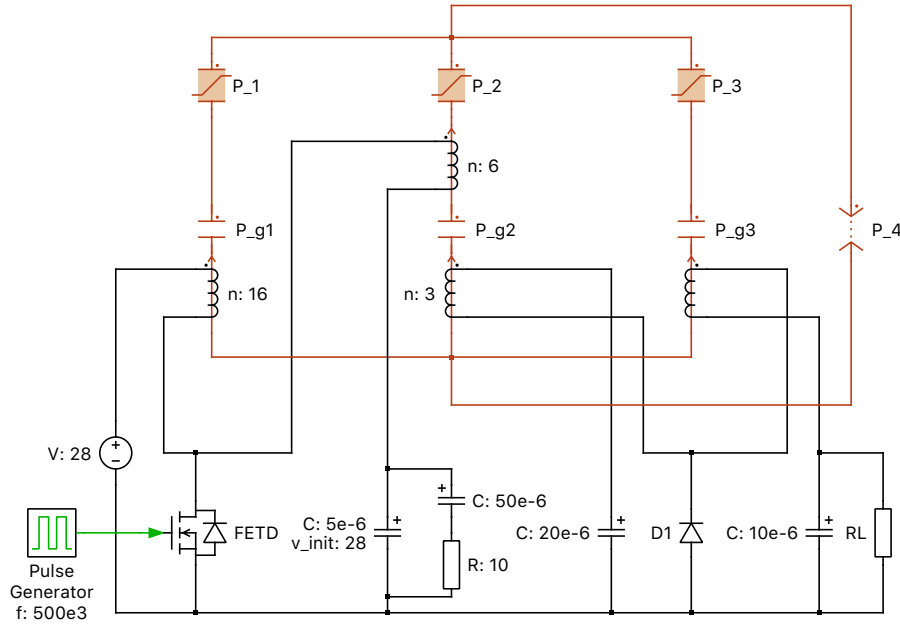 P_1
P_2
P_3
n: 6
P_g1
P_g2
P_g3
P_4
n: 16
n: 3
V: 28
+
−
+
C: 50e-6
+
C: 5e-6
v_init: 28
FETD
R: 10
+
C: 20e-6
D1
+
C: 10e-6
RL
Pulse
Generator
f: 500e3